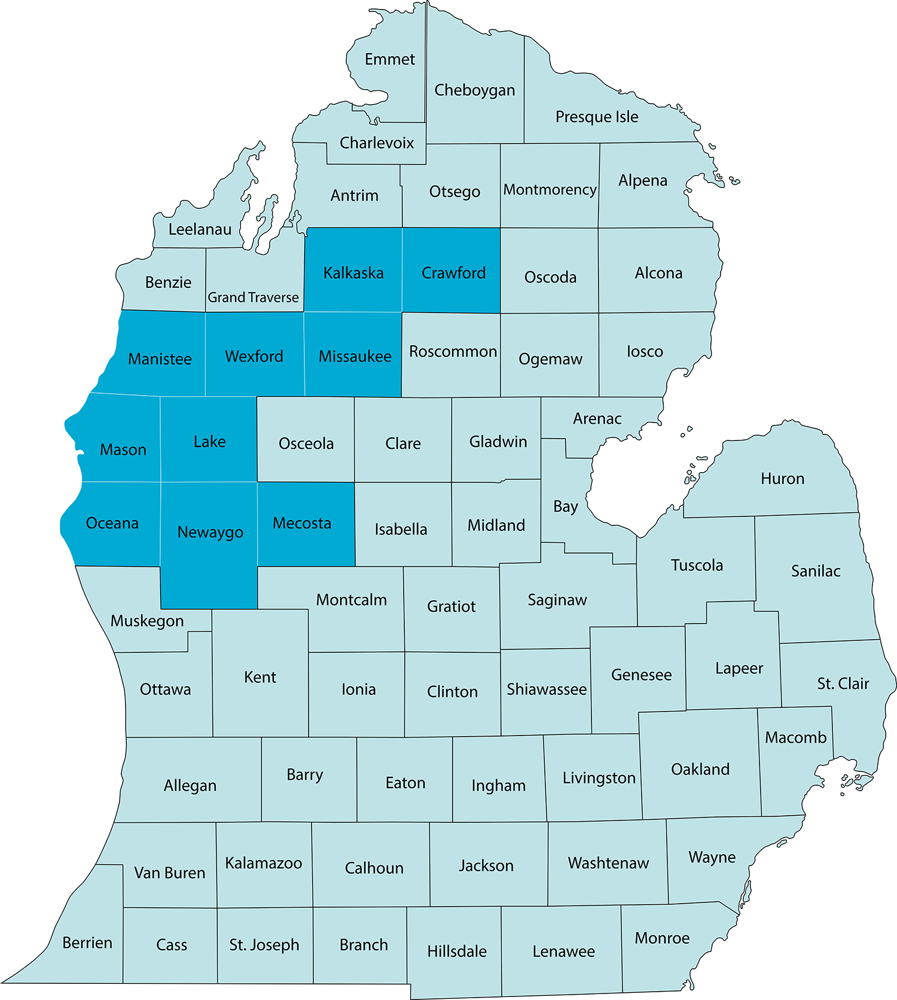 Emmet
Cheboygan
Presque Isle
Charlevoix
Antrim
Otsego
Montmorency
Alpena
Leelanau
Benzie
Grand Traverse
Kalkaska
Crawford
Oscoda
Alcona
Manistee
Wexford
Missaukee
Roscommon
Ogemaw
Iosco
Mason
Lake
Osceola
Clare
Gladwin
Arenac
Huron
Oceana
Newaygo
Mecosta
Isabella
Midland
Bay
Tuscola
Sanilac
Muskegon
Montcalm
Gratiot
Saginaw
Ottawa
Kent
Ionia
Clinton
Shiawassee
Genesee
Lapeer
St. Clair
Allegan
Barry
Eaton
Ingham
Livingston
Oakland
Macomb
Van Buren
Kalamazoo
Calhoun
Jackson
Washtenaw
Wayne
Berrien
Cass
St. Joseph
Branch
Hillsdale
Lenawee
Monroe